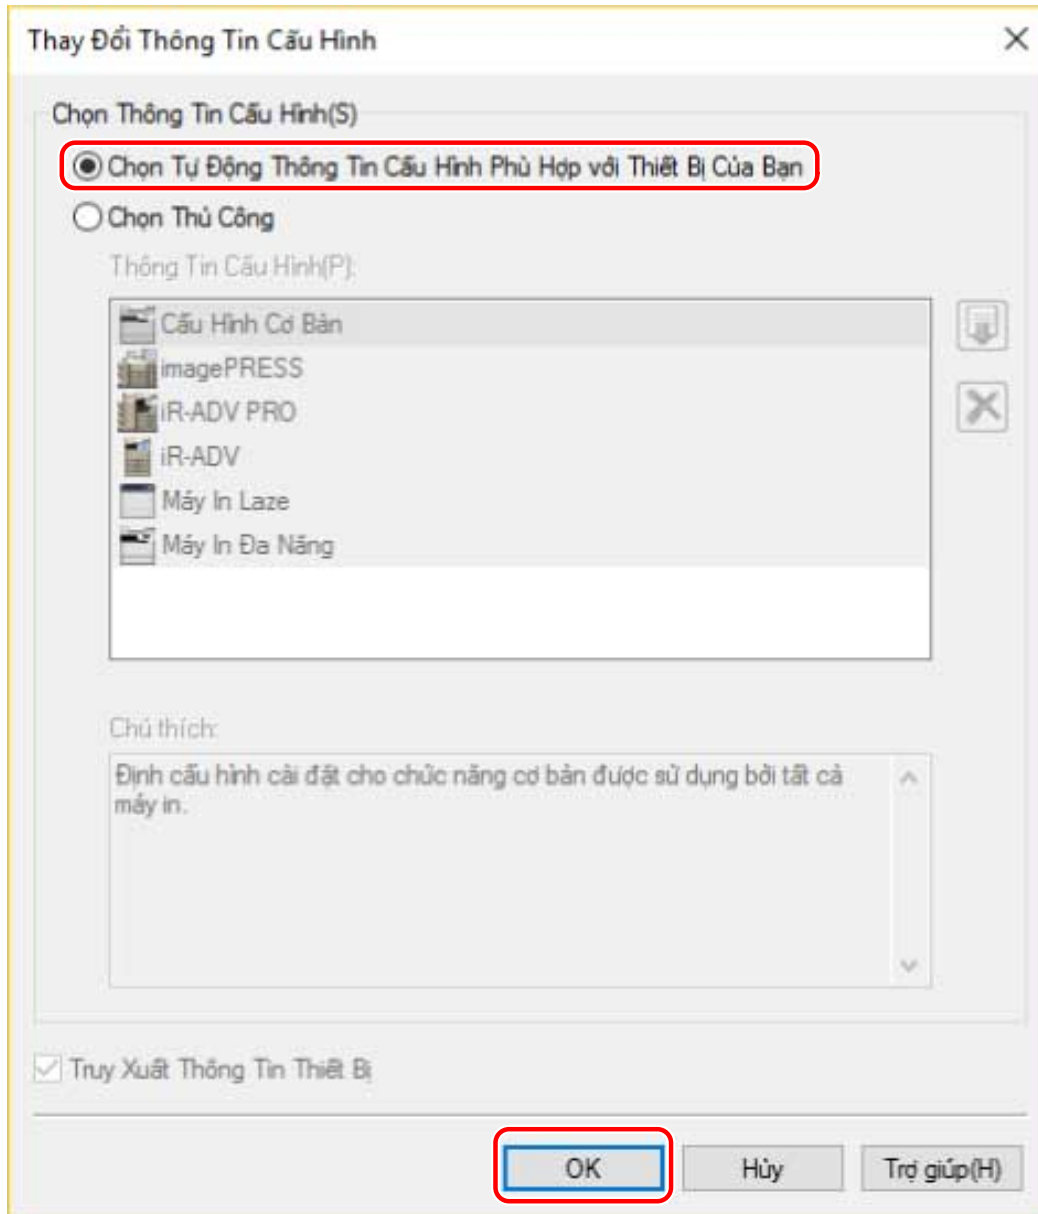 Thay Đổi Thông Tin Cấu Hình
Chọn Thông Tin Cấu Hình(S)
Chọn Tự Động Thông Tin Cấu Hình Phù Hợp với Thiết Bị Của Bạn
Chọn Thủ Công
Thông Tin Cấu Hình(P):
Cấu Hình Cơ Bản
imagePRESS
iR-ADV PRO
iR-ADV
Máy In Laze
Máy In Đa Năng
Chú thích:
Định cấu hình cài đặt cho chức năng cơ bản được sử dụng bởi tất cả
máy in.
Truy Xuất Thông Tin Thiết Bị
OK
Hủy
Trợ giúp(H)